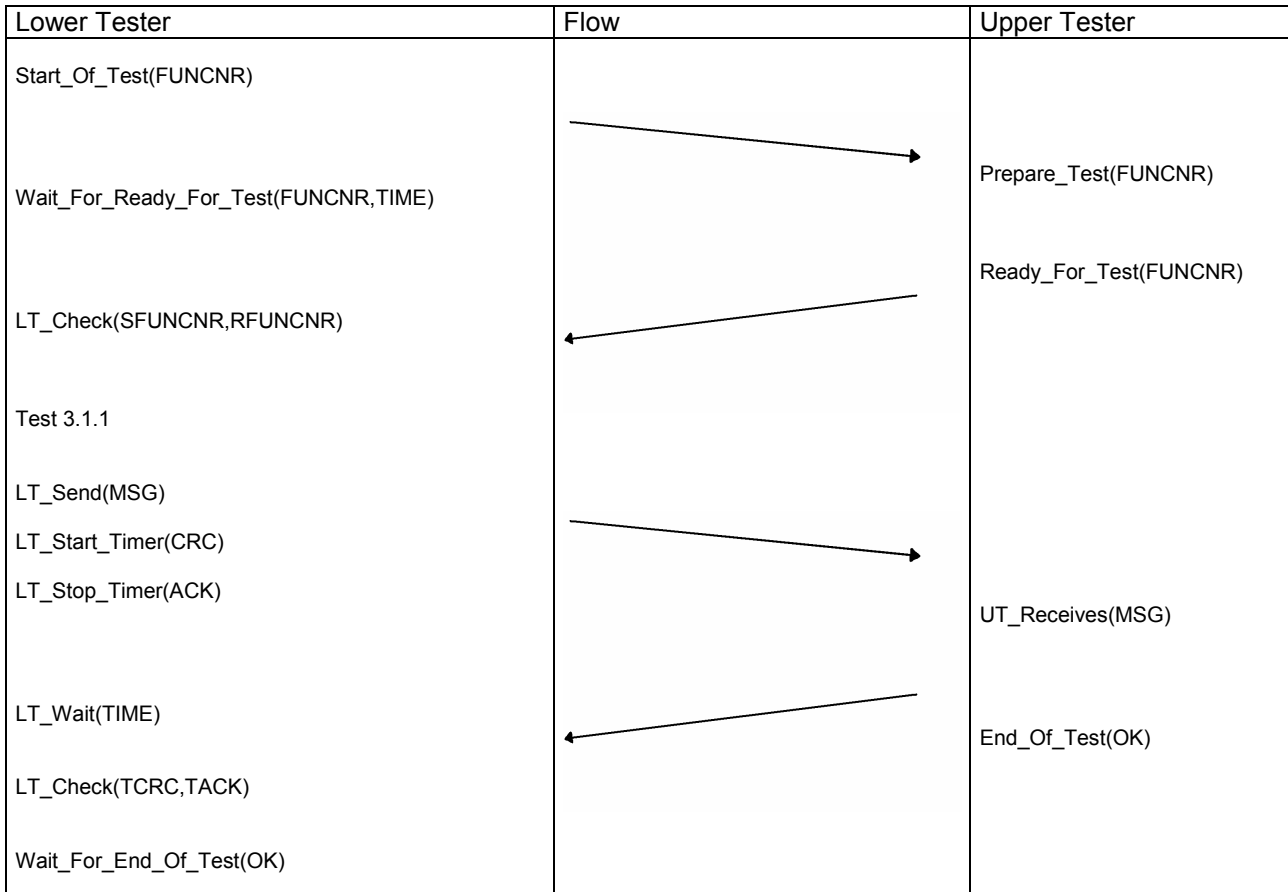 Lower Tester
Flow
Upper Tester
Start_Of_Test(FUNCNR)
Prepare_Test(FUNCNR)
Wait_For_Ready_For_Test(FUNCNR,TIME)
Ready_For_Test(FUNCNR)
LT_Check(SFUNCNR,RFUNCNR)
Test 3.1.1
LT_Send(MSG)
LT_Start_Timer(CRC)
LT_Stop_Timer(ACK)
UT_Receives(MSG)
LT_Wait(TIME)
End_Of_Test(OK)
LT_Check(TCRC,TACK)
Wait_For_End_Of_Test(OK)